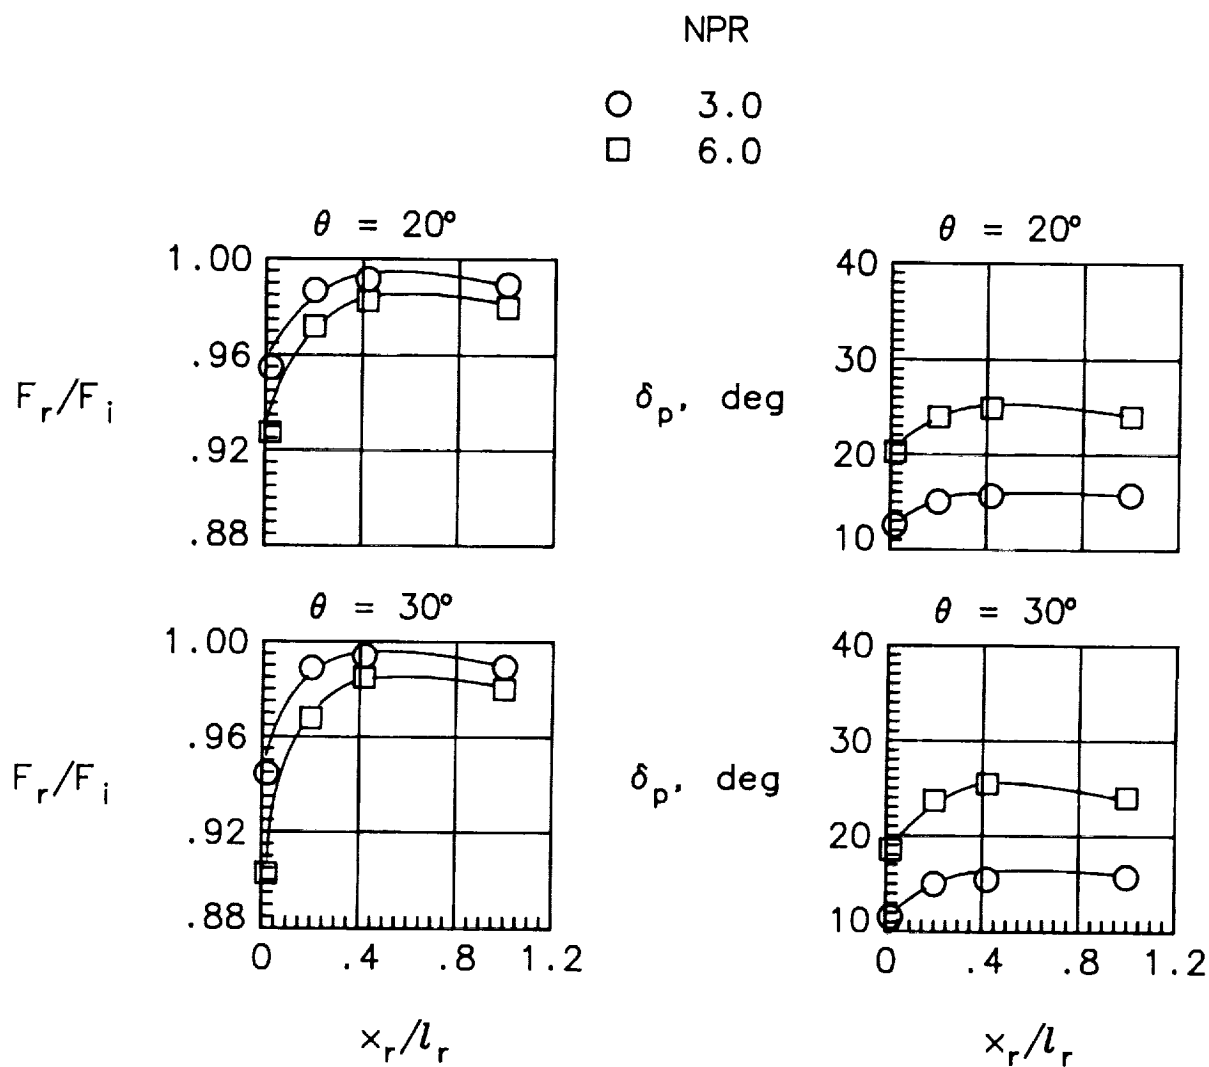 NPR
○ 3.0
□ 6.0
θ = 20° θ = 20°
1.00 40
.96 30
F_r/F_i δ_p, deg
.92 20
.88 10
θ = 30° θ = 30°
1.00 40
.96 30
F_r/F_i δ_p, deg
.92 20
.88 10
0 .4 .8 1.2 0 .4 .8 1.2
x_r/l_r x_r/l_r